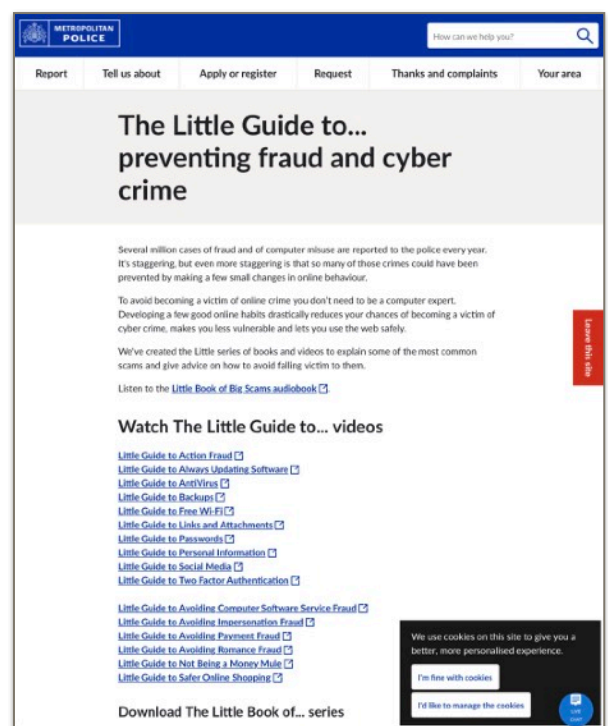 METROPOLITAN
POLICE
How can we help you?
Report Tell us about Apply or register Request Thanks and complaints Your area
The Little Guide to...
preventing fraud and cyber
crime
Several million cases of fraud and of computer misuse are reported to the police every year.
It's staggering, but even more staggering is that so many of those crimes could have been
prevented by making a few small changes in online behaviour.
To avoid becoming a victim of online crime you don't need to be a computer expert.
Developing a few good online habits drastically reduces your chances of becoming a victim of
cyber crime, makes you less vulnerable and lets you use the web safely.
We've created the Little series of books and videos to explain some of the most common
scams and give advice on how to avoid falling victim to them.
Listen to the Little Book of Big Scams audiobook.
Leave this site
Watch The Little Guide to... videos
Little Guide to Action Fraud
Little Guide to Always Updating Software
Little Guide to AntiVirus
Little Guide to Backups
Little Guide to Free Wi-Fi
Little Guide to Links and Attachments
Little Guide to Passwords
Little Guide to Personal Information
Little Guide to Social Media
Little Guide to Two Factor Authentication
Little Guide to Avoiding Computer Software Service Fraud
Little Guide to Avoiding Impersonation Fraud
Little Guide to Avoiding Payment Fraud
Little Guide to Avoiding Romance Fraud
Little Guide to Not Being a Money Mule
Little Guide to Safer Online Shopping
Download The Little Book of... series
We use cookies on this site to give you a
better, more personalised experience.
I'm fine with cookies
I'd like to manage the cookies
LIVE
CHAT